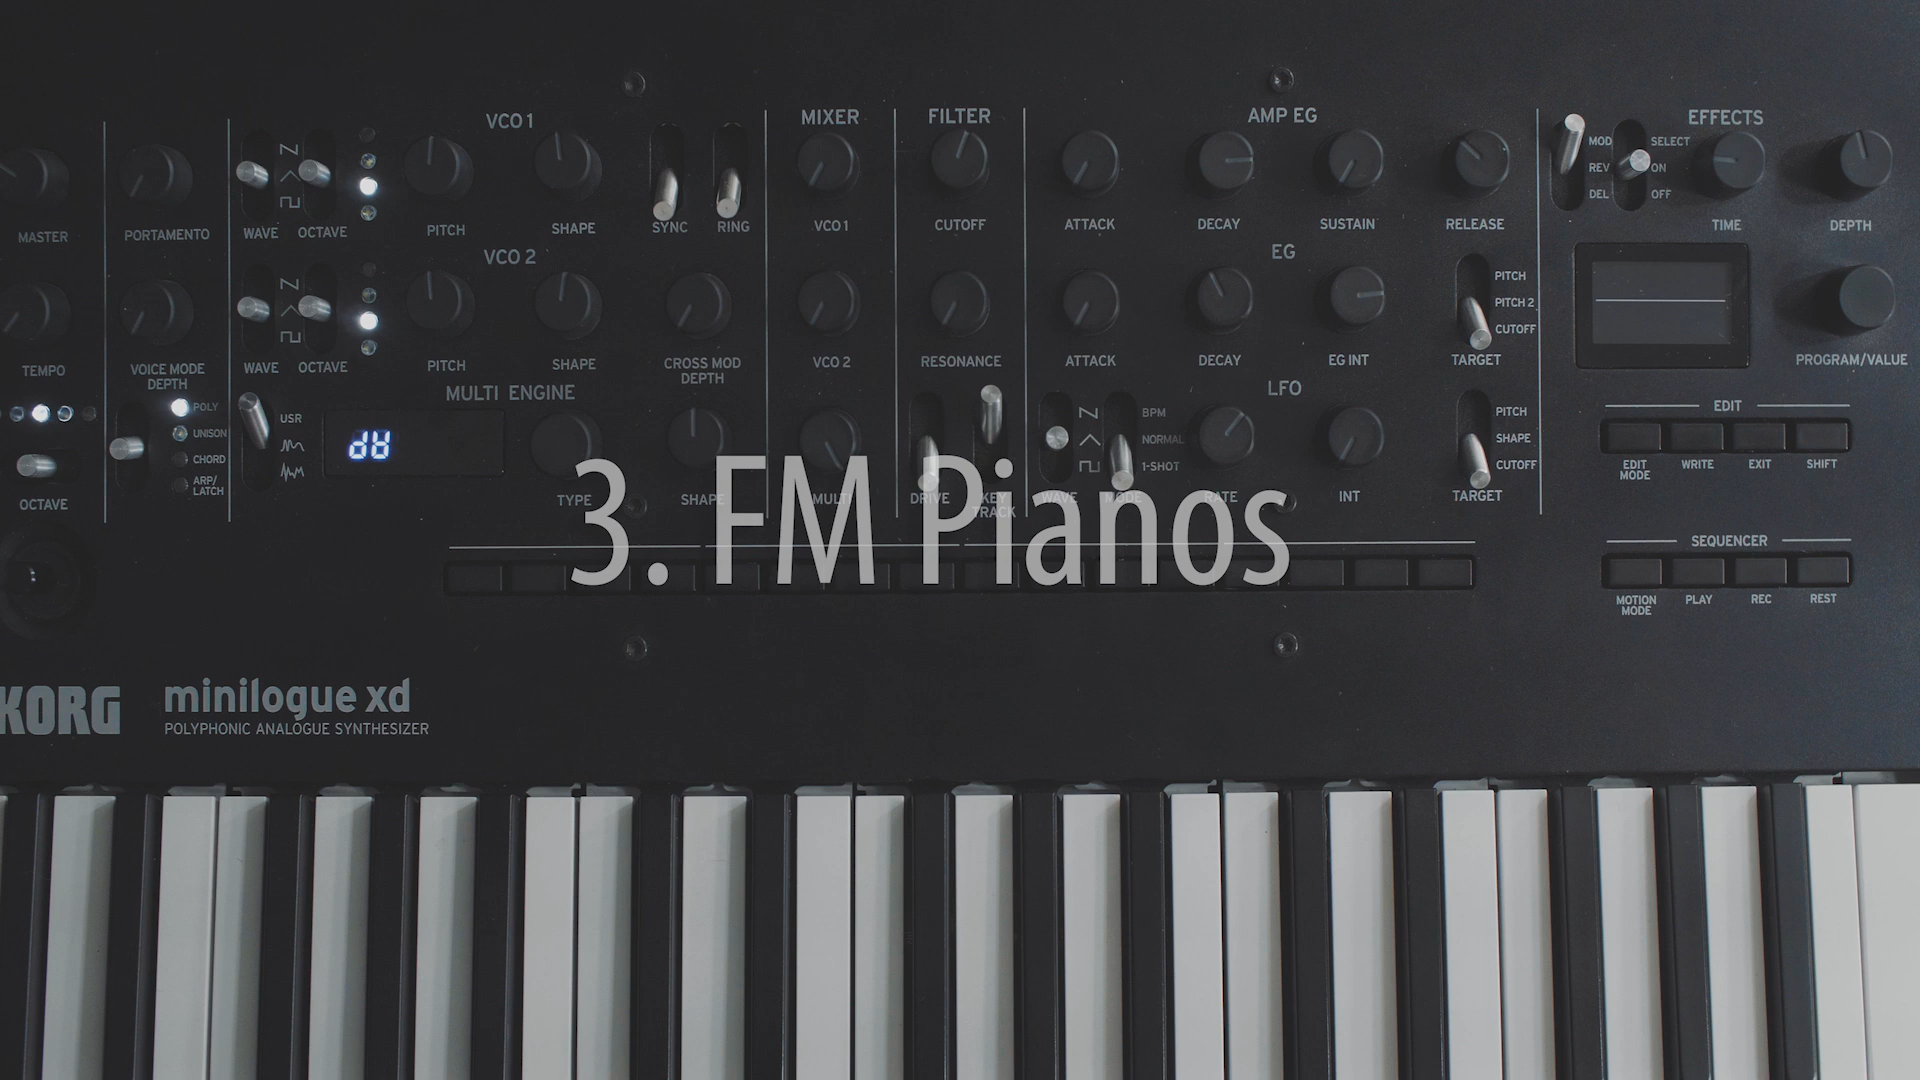 3. FM Pianos
VCO 1
MIXER
FILTER
AMP EG
EFFECTS
MOD
SELECT
REV
ON
DEL
OFF
MASTER
PORTAMENTO
WAVE
OCTAVE
PITCH
SHAPE
SYNC
RING
VCO 1
CUTOFF
ATTACK
DECAY
SUSTAIN
RELEASE
TIME
DEPTH
VCO 2
EG
PITCH
PITCH 2
CUTOFF
TEMPO
VOICE MODE
DEPTH
WAVE
OCTAVE
PITCH
SHAPE
CROSS MOD
DEPTH
VCO 2
RESONANCE
ATTACK
DECAY
EG INT
TARGET
PROGRAM/VALUE
MULTI ENGINE
LFO
POLY
UNISON
CHORD
ARP/
LATCH
USR
BPM
NORMAL
1-SHOT
PITCH
SHAPE
CUTOFF
EDIT
EDIT
MODE
WRITE
EXIT
SHIFT
OCTAVE
TYPE
SHAPE
MULTI
DRIVE
KEY
TRACK
WAVE
MODE
RATE
INT
TARGET
SEQUENCER
MOTION
MODE
PLAY
REC
REST
KORG
minilogue xd
POLYPHONIC ANALOGUE SYNTHESIZER